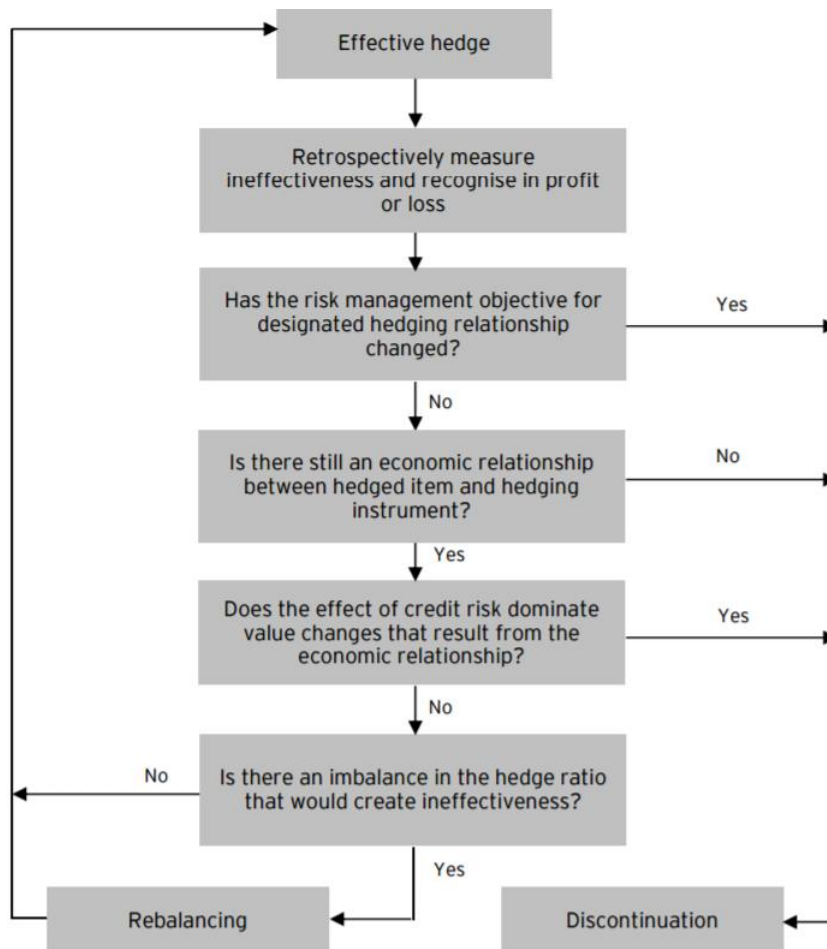 Effective hedge
Retrospectively measure
ineffectiveness and recognise in profit
or loss
Has the risk management objective for
designated hedging relationship
changed?
Yes
No
Is there still an economic relationship
between hedged item and hedging
instrument?
No
Yes
Does the effect of credit risk dominate
value changes that result from the
economic relationship?
Yes
No
Is there an imbalance in the hedge ratio
that would create ineffectiveness?
No
Yes
Rebalancing
Discontinuation